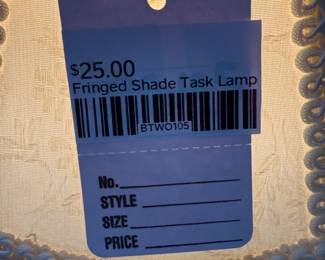 $25.00
Fringed Shade Task Lamp
BTWO105
No.
STYLE
SIZE
PRICE